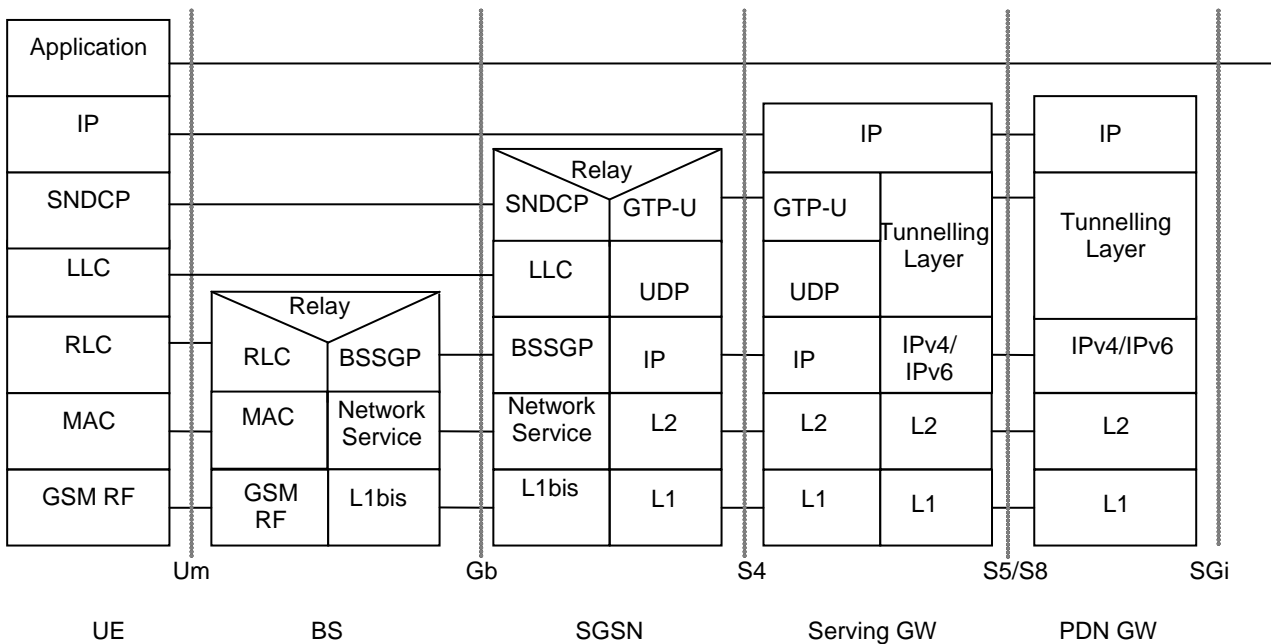 Application
IP
SNDCP
LLC
RLC
MAC
GSM RF
Relay
RLC
BSSGP
MAC
Network
Service
GSM
RF
L1bis
Relay
SNDCP
GTP-U
LLC
UDP
BSSGP
IP
Network
Service
L2
L1bis
L1
IP
GTP-U
Tunnelling
Layer
UDP
IP
IPv4/
IPv6
L2
L2
L1
L1
IP
Tunnelling
Layer
IPv4/IPv6
L2
L1
Um
Gb
S4
S5/S8
SGi
UE
BS
SGSN
Serving GW
PDN GW